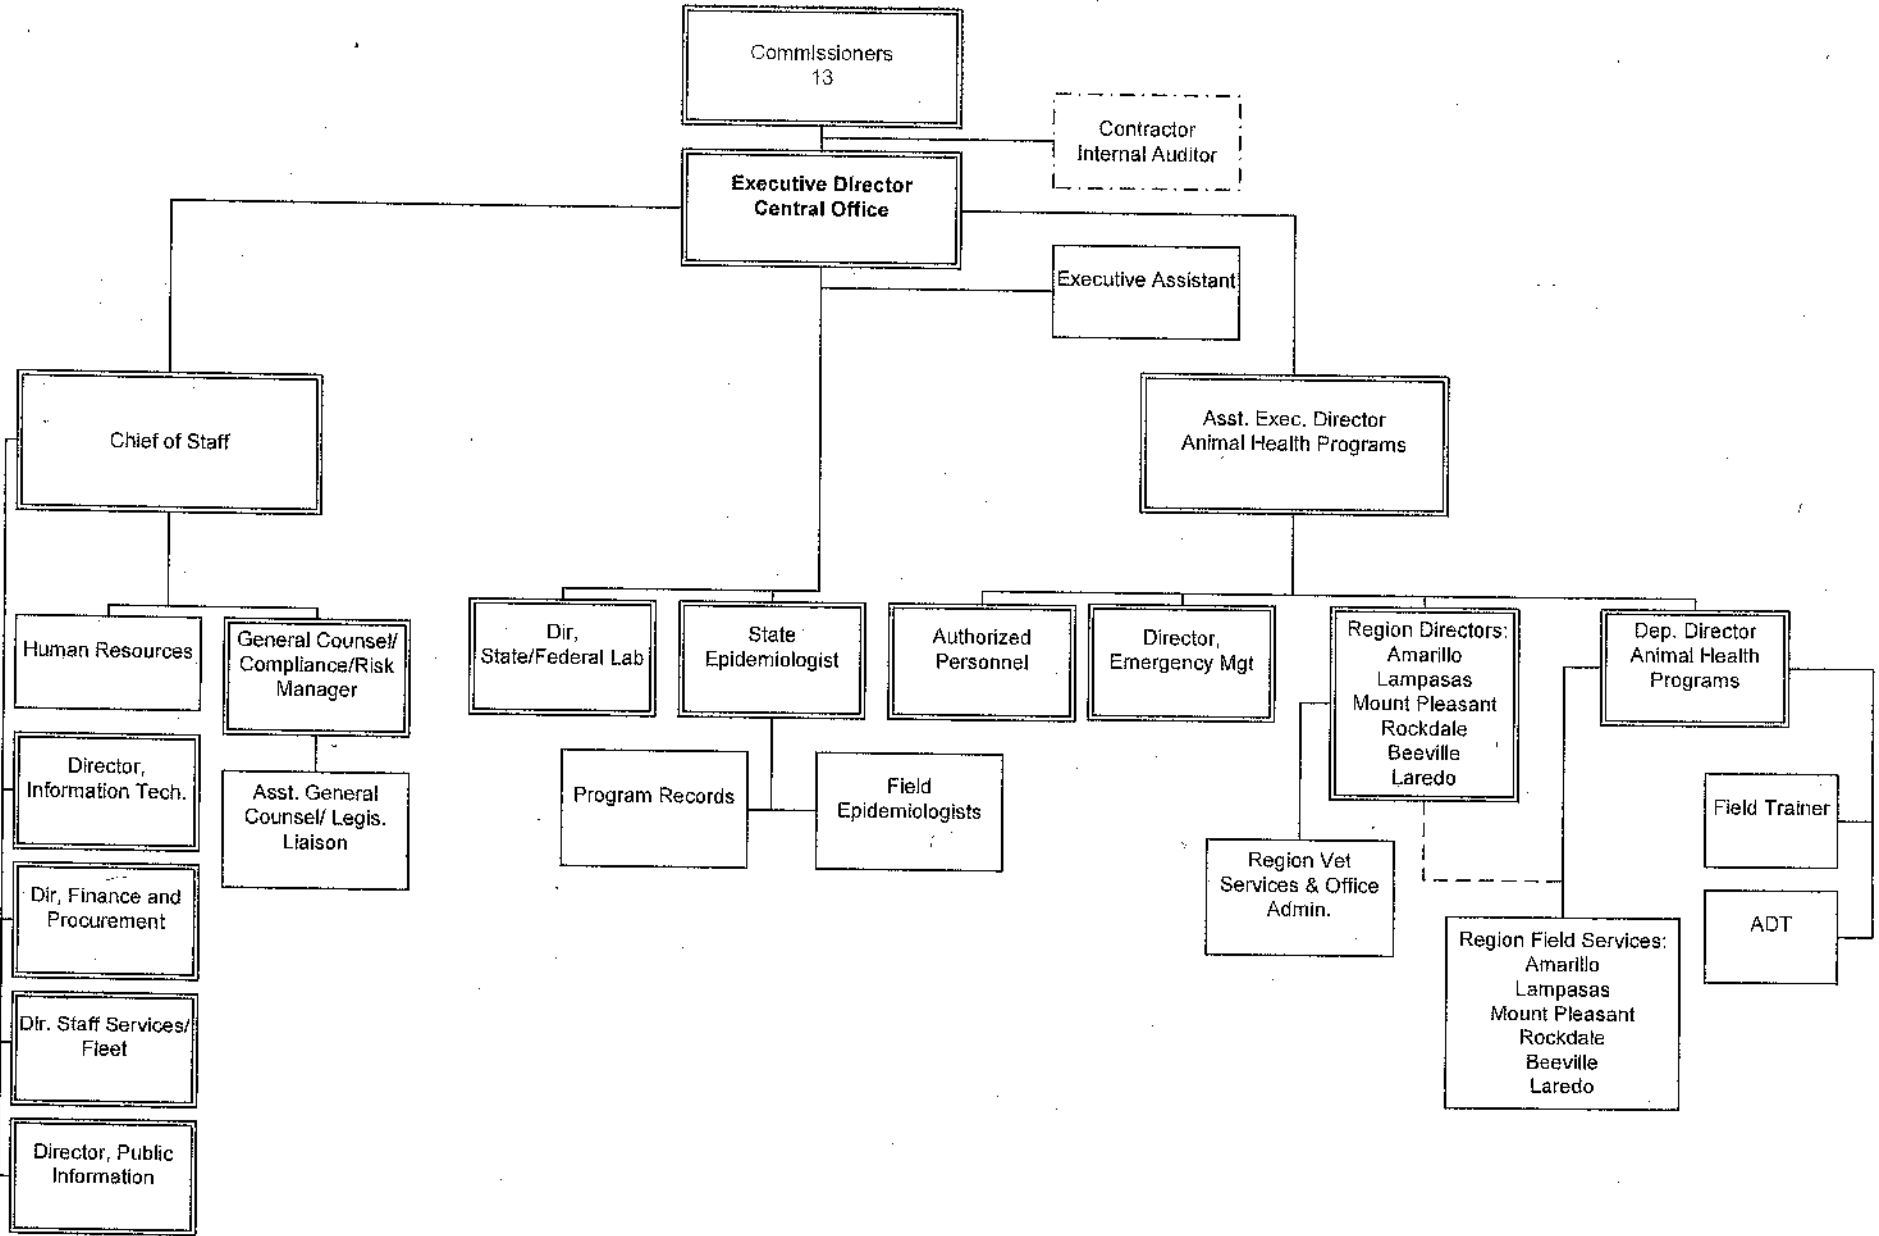 Commissioners
13
Contractor
Internal Auditor
Executive Director
Central Office
Executive Assistant
Chief of Staff
Asst. Exec. Director
Animal Health Programs
Human Resources
General Counsel/
Compliance/Risk
Manager
Dir,
State/Federal Lab
State
Epidemiologist
Authorized
Personnel
Director,
Emergency Mgt
Region Directors:
Amarillo
Lampasas
Mount Pleasant
Rockdale
Beeville
Laredo
Dep. Director
Animal Health
Programs
Director,
Information Tech.
Asst. General
Counsel/ Legis.
Liaison
Program Records
Field
Epidemiologists
Field Trainer
Dir, Finance and
Procurement
Region Vet
Services & Office
Admin.
ADT
Region Field Services:
Amarillo
Lampasas
Mount Pleasant
Rockdale
Beeville
Laredo
Dir. Staff Services/
Fleet
Director, Public
Information